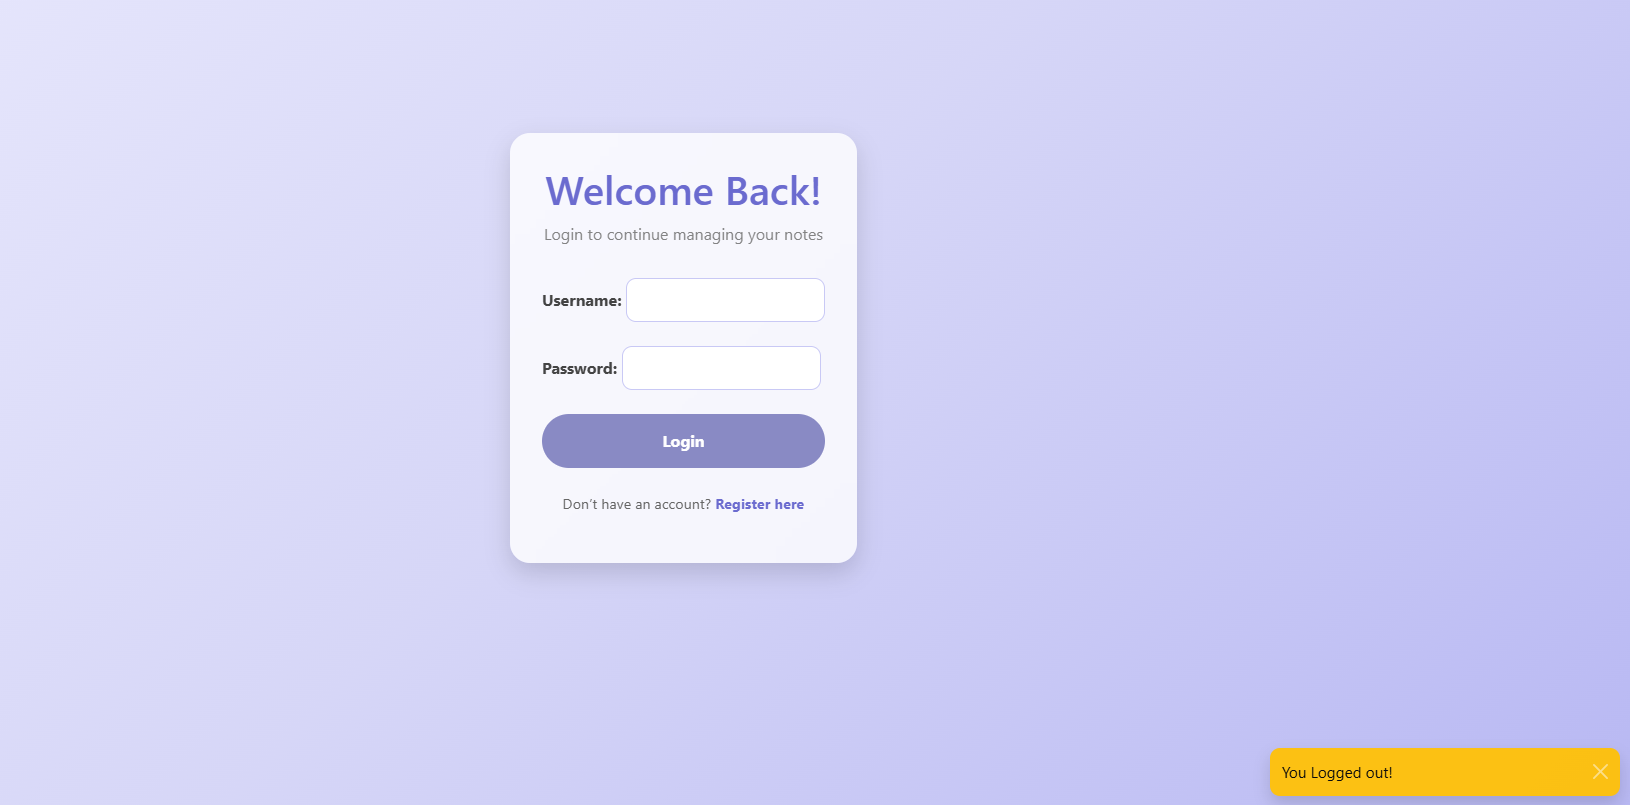 Welcome Back!
Login to continue managing your notes
Username:
Password:
Login
Don't have an account? Register here
You Logged out!